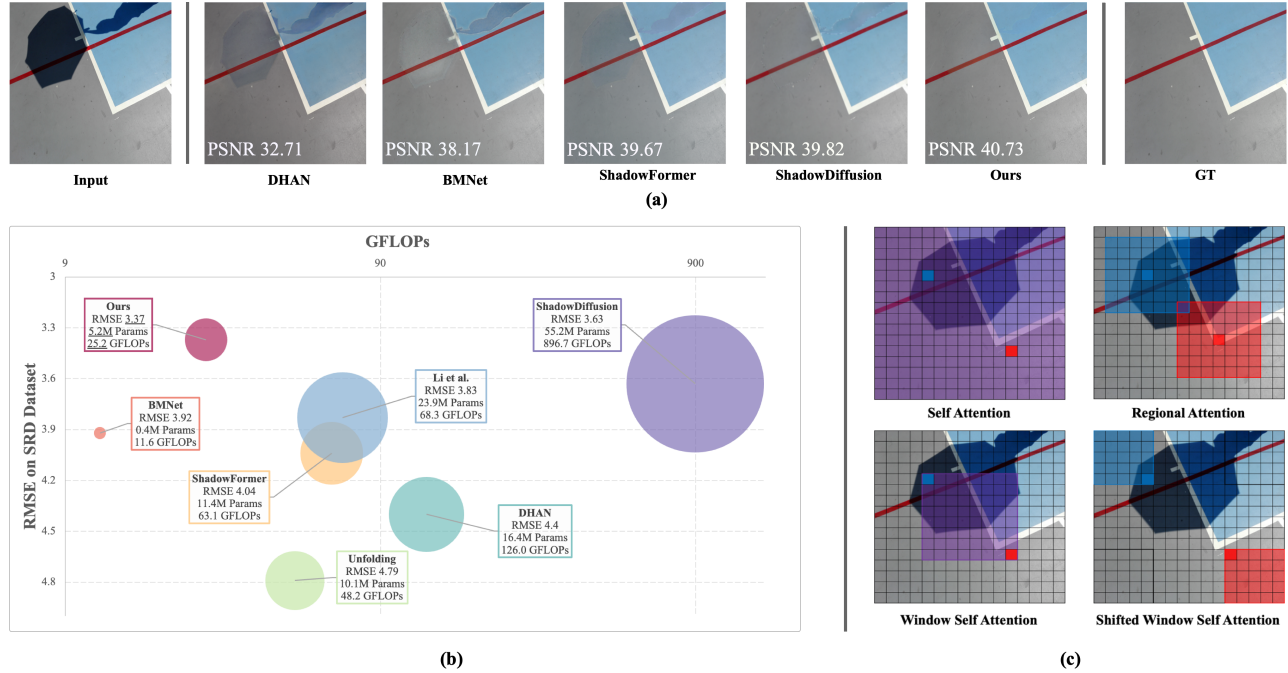 PSNR 32.71
PSNR 38.17
PSNR 39.67
PSNR 39.82
PSNR 40.73
Input
DHAN
BMNet
ShadowFormer
ShadowDiffusion
Ours
GT
(a)
GFLOPs
9
90
900
RMSE on SRD Dataset
3
3.3
3.6
3.9
4.2
4.5
4.8
Ours
RMSE 3.37
5.2M Params
25.2 GFLOPs
ShadowDiffusion
RMSE 3.63
55.2M Params
896.7 GFLOPs
Li et al.
RMSE 3.83
23.9M Params
68.3 GFLOPs
BMNet
RMSE 3.92
0.4M Params
11.6 GFLOPs
ShadowFormer
RMSE 4.04
11.4M Params
63.1 GFLOPs
DHAN
RMSE 4.4
16.4M Params
126.0 GFLOPs
Unfolding
RMSE 4.79
10.1M Params
48.2 GFLOPs
(b)
Self Attention
Regional Attention
Window Self Attention
Shifted Window Self Attention
(c)